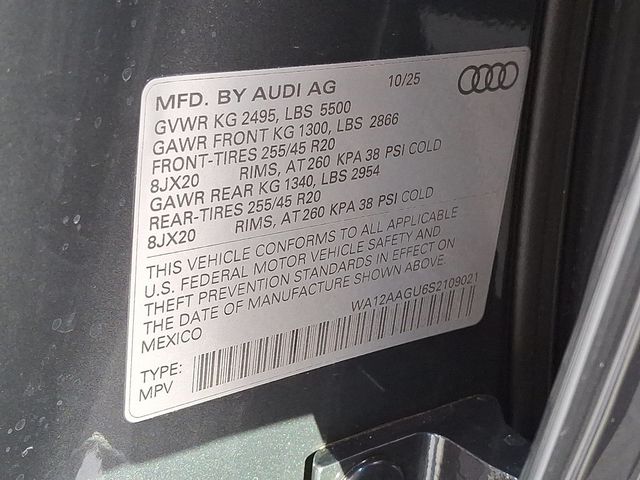 MFD. BY AUDI AG 10/25
GVWR KG 2495, LBS 5500
GAWR FRONT KG 1300, LBS 2866
FRONT-TIRES 255/45 R20
8JX20 RIMS, AT 260 KPA 38 PSI COLD
GAWR REAR KG 1340, LBS 2954
REAR-TIRES 255/45 R20
8JX20 RIMS, AT 260 KPA 38 PSI COLD
THIS VEHICLE CONFORMS TO ALL APPLICABLE
U.S. FEDERAL MOTOR VEHICLE SAFETY AND
THEFT PREVENTION STANDARDS IN EFFECT ON
THE DATE OF MANUFACTURE SHOWN ABOVE.
MEXICO WA12AAGU6S2109021
TYPE:
MPV